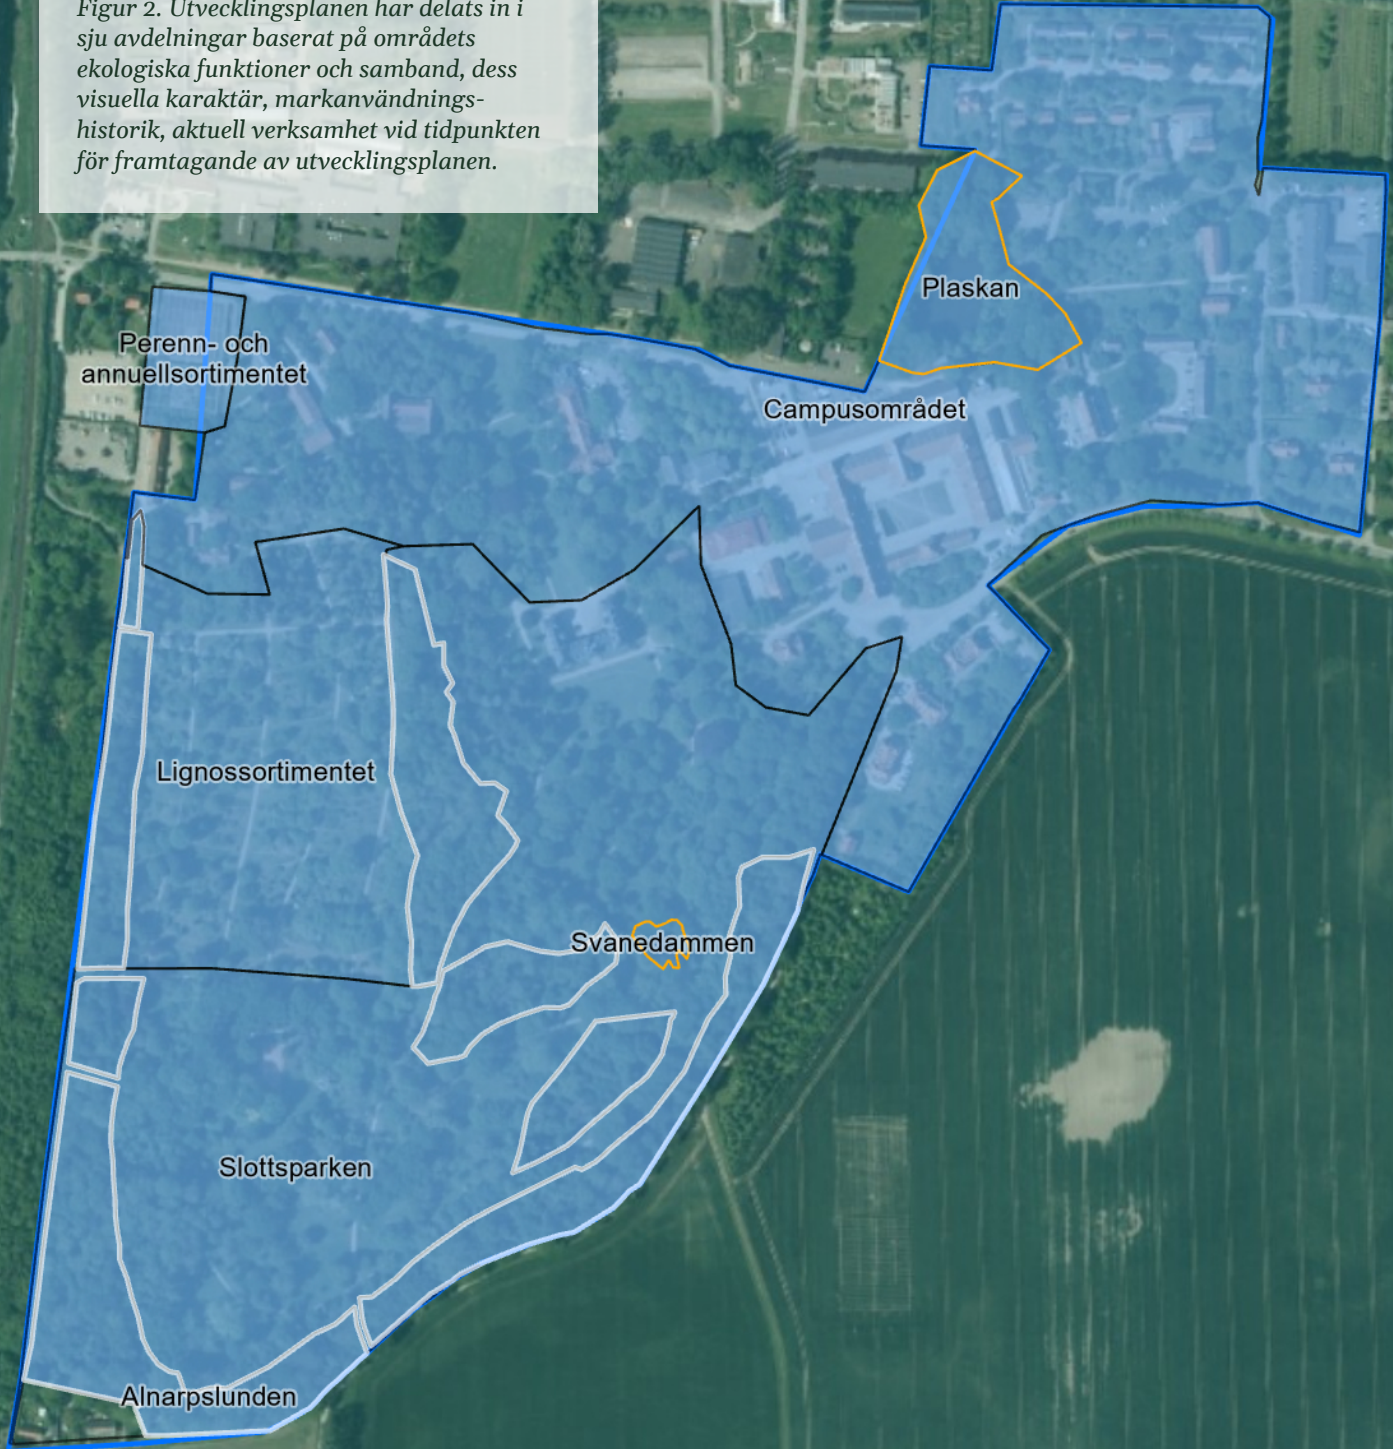 Figur 2. Utvecklingsplanen har delats in i
sju avdelningar baserat på områdets
ekologiska funktioner och samband, dess
visuella karaktär, markanvändnings-
historik, aktuell verksamhet vid tidpunkten
för framtagande av utvecklingsplanen.
Plaskan
Perenn- och
annuellsortimentet
Campusområdet
Lignossortimentet
Svanedammen
Slottsparken
Alnarpslunden